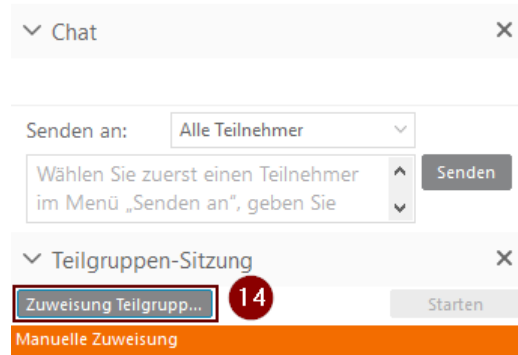 Chat
Senden an: Alle Teilnehmer
Wählen Sie zuerst einen Teilnehmer
im Menü „Senden an“, geben Sie
Senden
Teilgruppen-Sitzung
Zuweisung Teilgrupp... 14 Starten
Manuelle Zuweisung